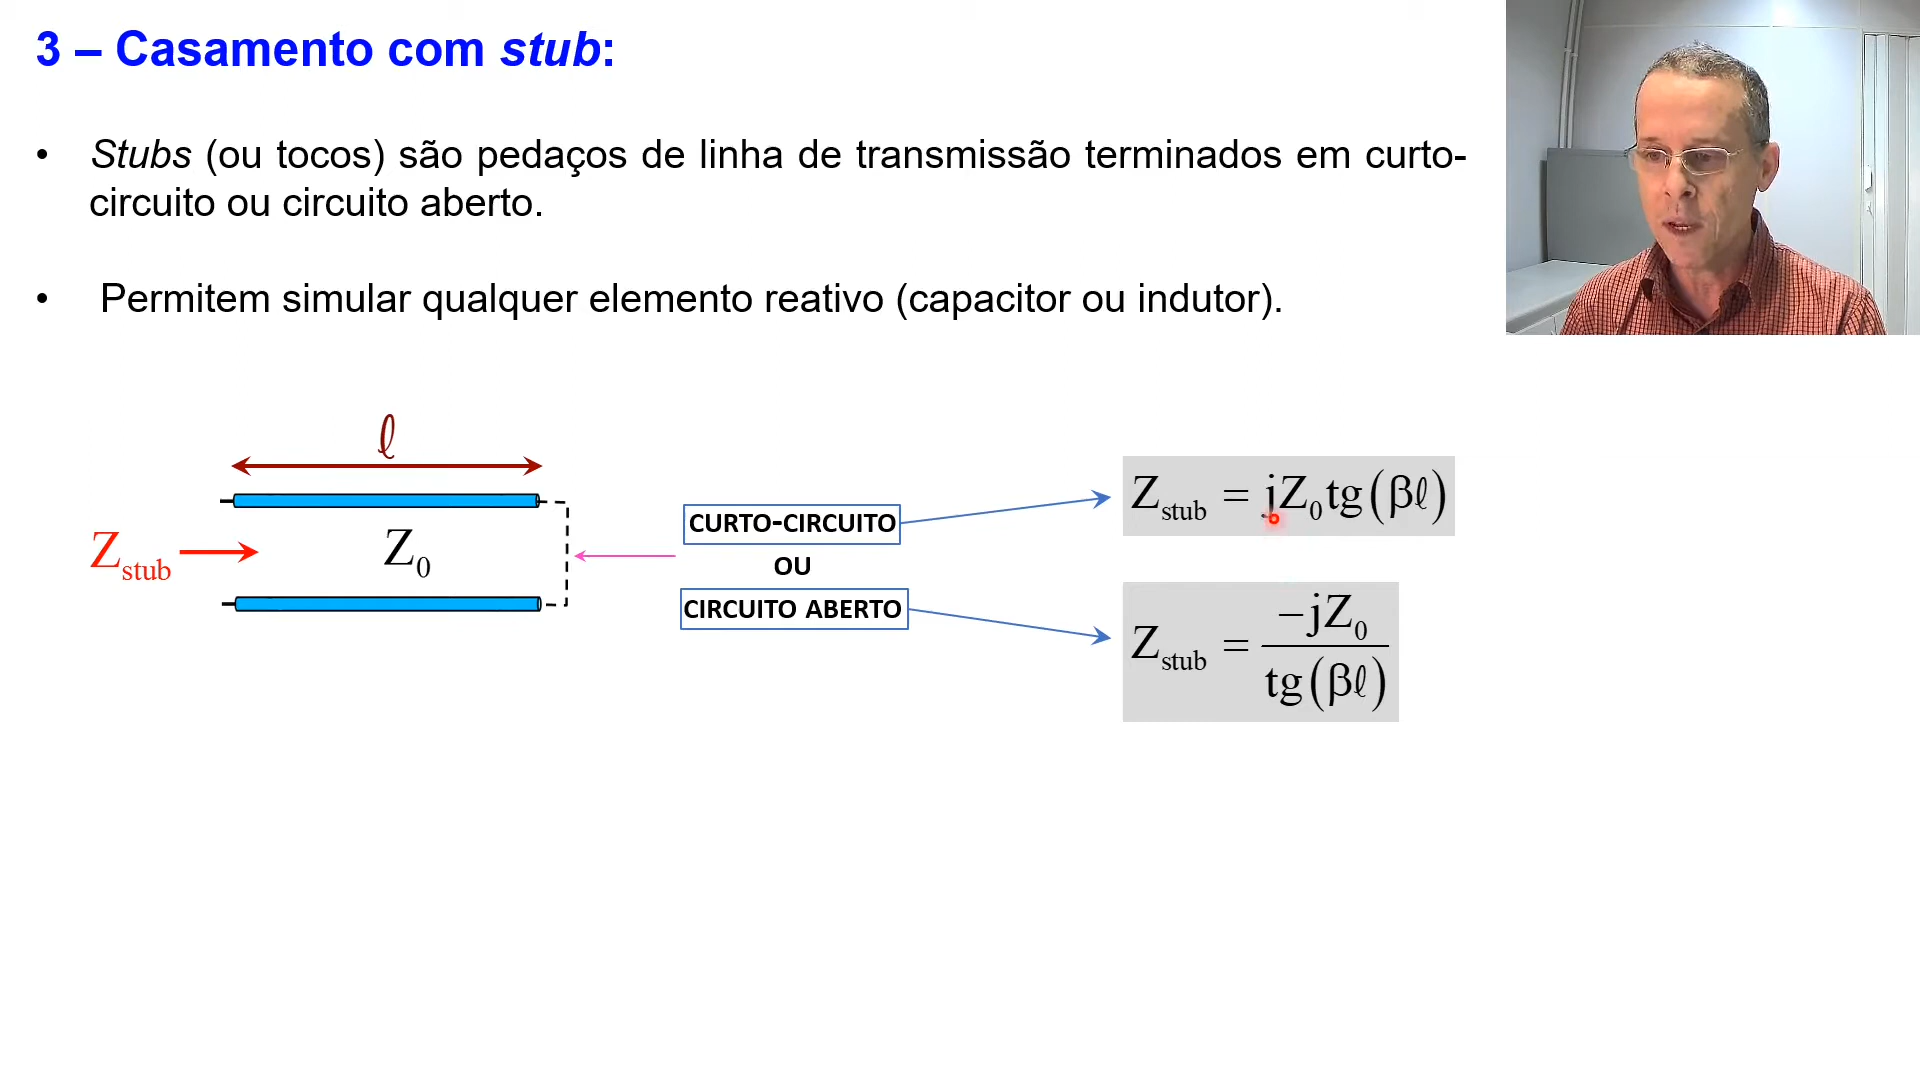 3 – Casamento com stub:
• Stubs (ou tocos) são pedaços de linha de transmissão terminados em curto-
circuito ou circuito aberto.
• Permitem simular qualquer elemento reativo (capacitor ou indutor).
ℓ
Z_stub
Z_0
CURTO-CIRCUITO
OU
CIRCUITO ABERTO
Z_stub = jZ_0 tg(βℓ)
Z_stub = -jZ_0 / tg(βℓ)